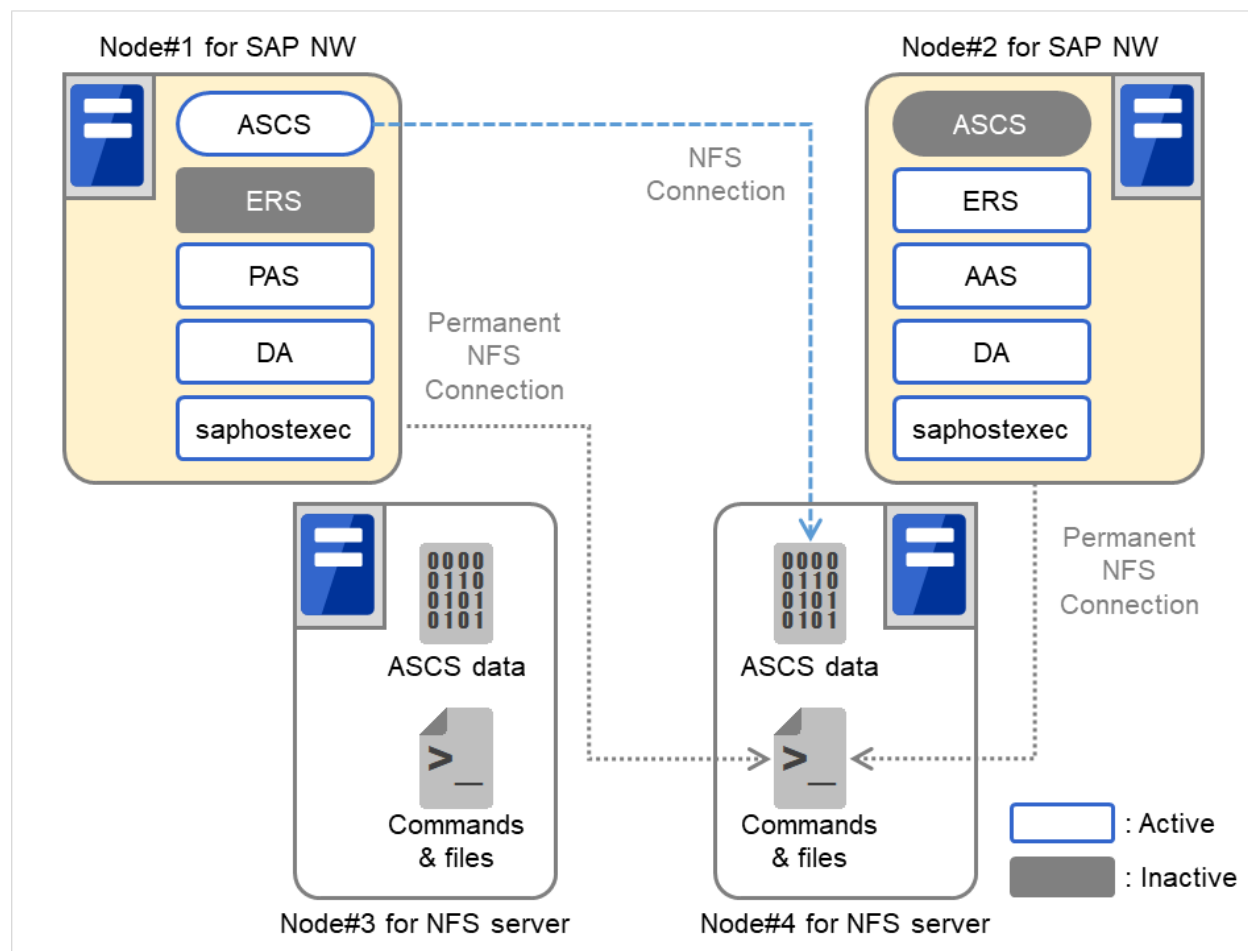 Node#1 for SAP NW
Node#2 for SAP NW
ASCS
ERS
PAS
DA
saphostexec
NFS
Connection
ASCS
ERS
AAS
DA
saphostexec
Permanent
NFS
Connection
Permanent
NFS
Connection
0000
0110
0101
0101
ASCS data
>_
Commands
& files
Node#3 for NFS server
0000
0110
0101
0101
ASCS data
>_
Commands
& files
Node#4 for NFS server
: Active
: Inactive